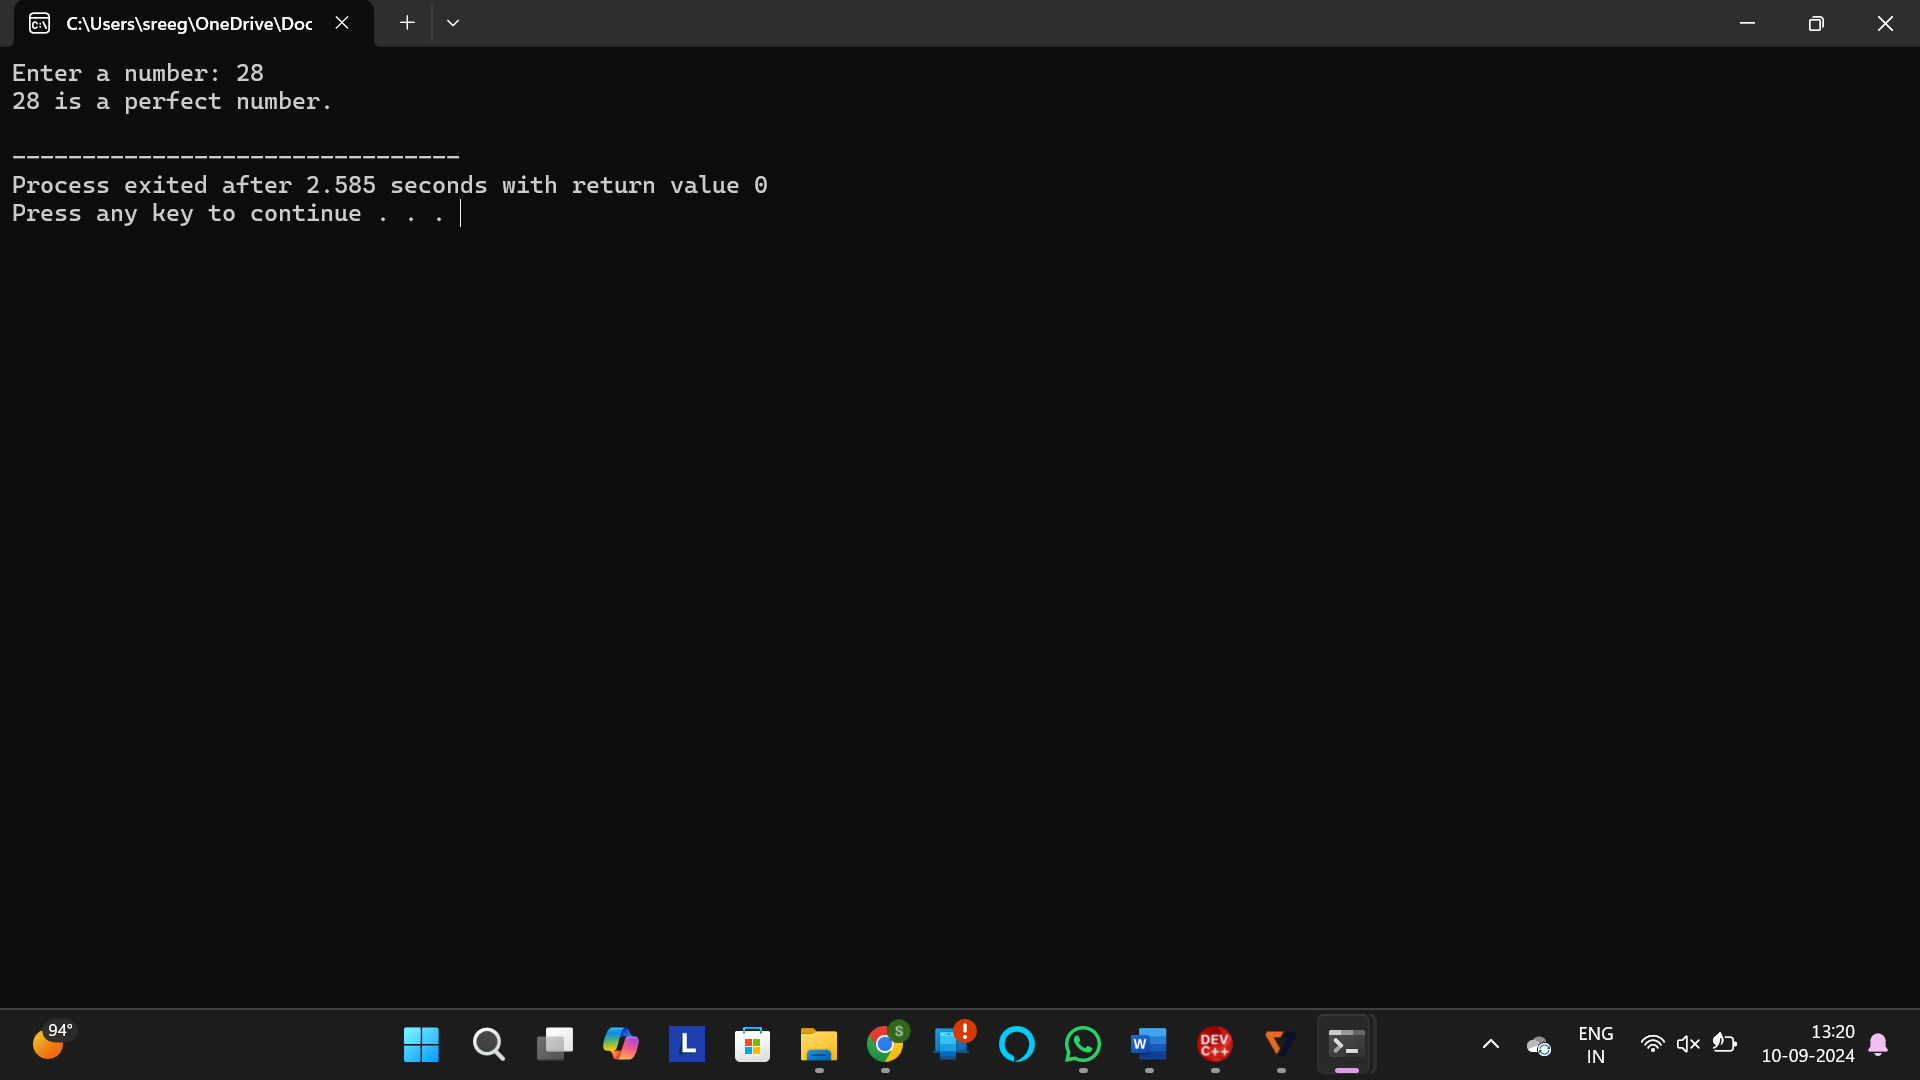 C:\Users\sreeg\OneDrive\Doc
Enter a number: 28
28 is a perfect number.
--------------------------------
Process exited after 2.585 seconds with return value 0
Press any key to continue . . .
94°
L
S
!
W
DEV
C++
ENG
IN
13:20
10-09-2024